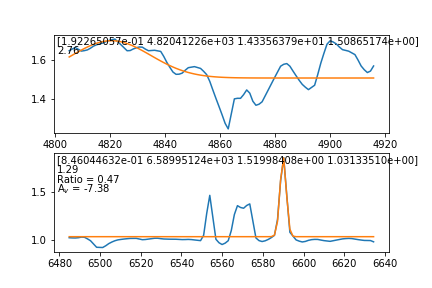 [1.92265057e-01 4.82041226e+03 1.43356379e+01 1.50865174e+00]
2.76
1.6
1.4
4800 4820 4840 4860 4880 4900 4920
[8.46044632e-01 6.58995124e+03 1.51998408e+00 1.03133510e+00]
1.29
Ratio = 0.47
Aᵥ = -7.38
1.5
1.0
6480 6500 6520 6540 6560 6580 6600 6620 6640